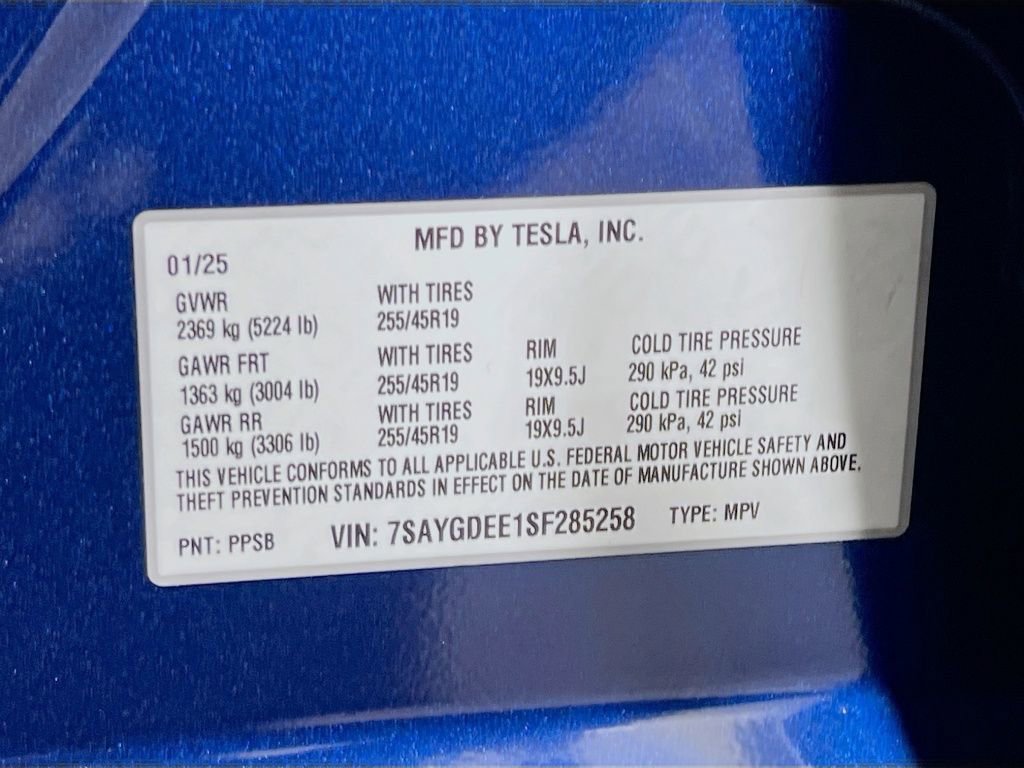 MFD BY TESLA, INC.
01/25
GVWR WITH TIRES
2369 kg (5224 lb) 255/45R19
GAWR FRT WITH TIRES RIM COLD TIRE PRESSURE
1363 kg (3004 lb) 255/45R19 19X9.5J 290 kPa, 42 psi
GAWR RR WITH TIRES RIM COLD TIRE PRESSURE
1500 kg (3306 lb) 255/45R19 19X9.5J 290 kPa, 42 psi
THIS VEHICLE CONFORMS TO ALL APPLICABLE U.S. FEDERAL MOTOR VEHICLE SAFETY AND
THEFT PREVENTION STANDARDS IN EFFECT ON THE DATE OF MANUFACTURE SHOWN ABOVE.
PNT: PPSB VIN: 7SAYGDEE1SF285258 TYPE: MPV